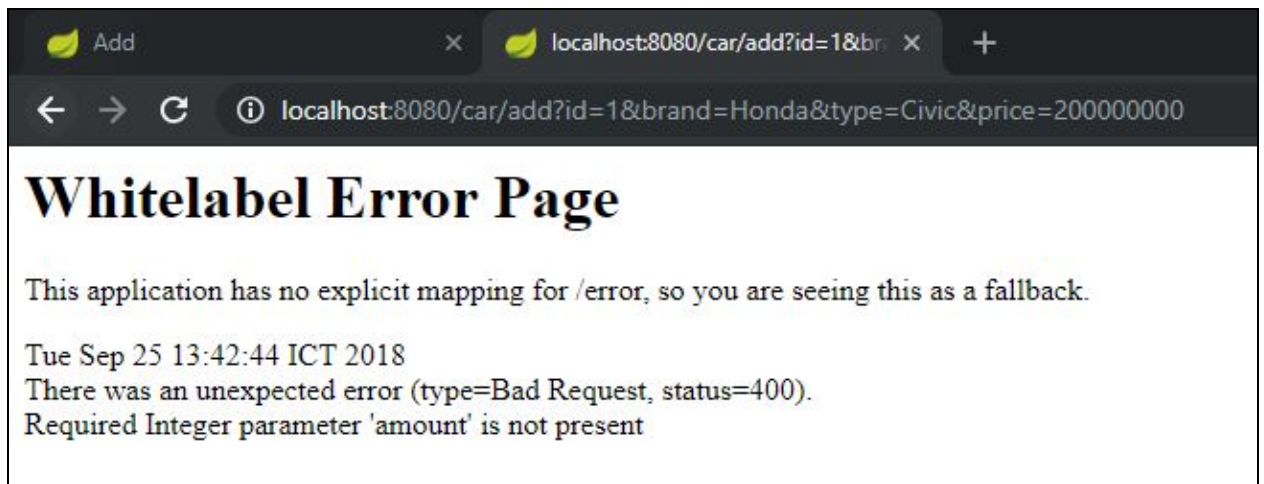 Add
localhost:8080/car/add?id=1&br
localhost:8080/car/add?id=1&brand=Honda&type=Civic&price=200000000
Whitelabel Error Page
This application has no explicit mapping for /error, so you are seeing this as a fallback.
Tue Sep 25 13:42:44 ICT 2018
There was an unexpected error (type=Bad Request, status=400).
Required Integer parameter 'amount' is not present